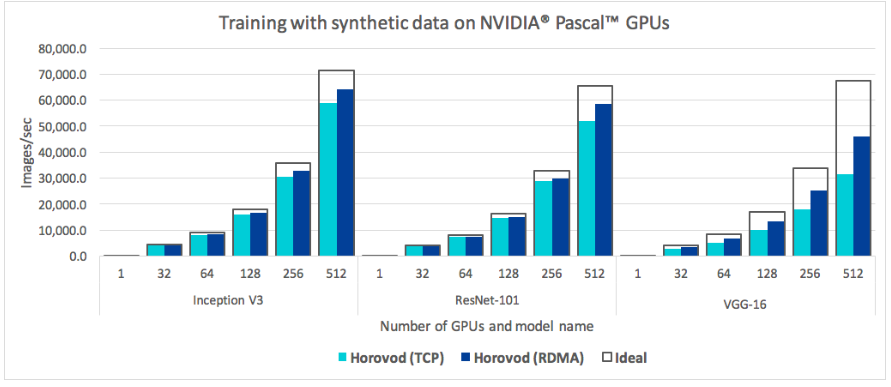 Training with synthetic data on NVIDIA® Pascal™ GPUs
80,000.0
70,000.0
60,000.0
50,000.0
40,000.0
30,000.0
20,000.0
10,000.0
0.0
Images/sec
1 32 64 128 256 512 1 32 64 128 256 512 1 32 64 128 256 512
Inception V3 ResNet-101 VGG-16
Number of GPUs and model name
Horovod (TCP) Horovod (RDMA) Ideal